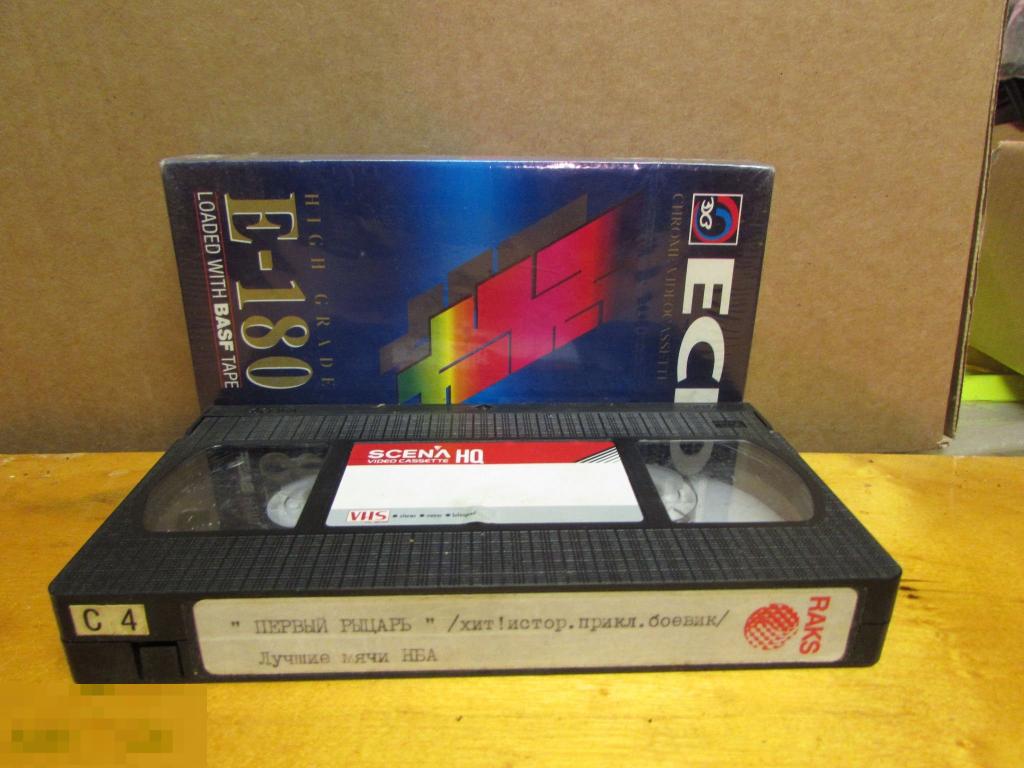 E-180
HIGH GRADE
LOADED WITH BASF TAPE
ECP
CHROME VIDEOCASSETTE
SCENA HQ
VIDEO CASSETTE
VHS
C 4
" ПЕРВЫЙ РЫЦАРЬ " /хит!истор.прикл.боевик/
Лучшие мячи НБА
RAKS